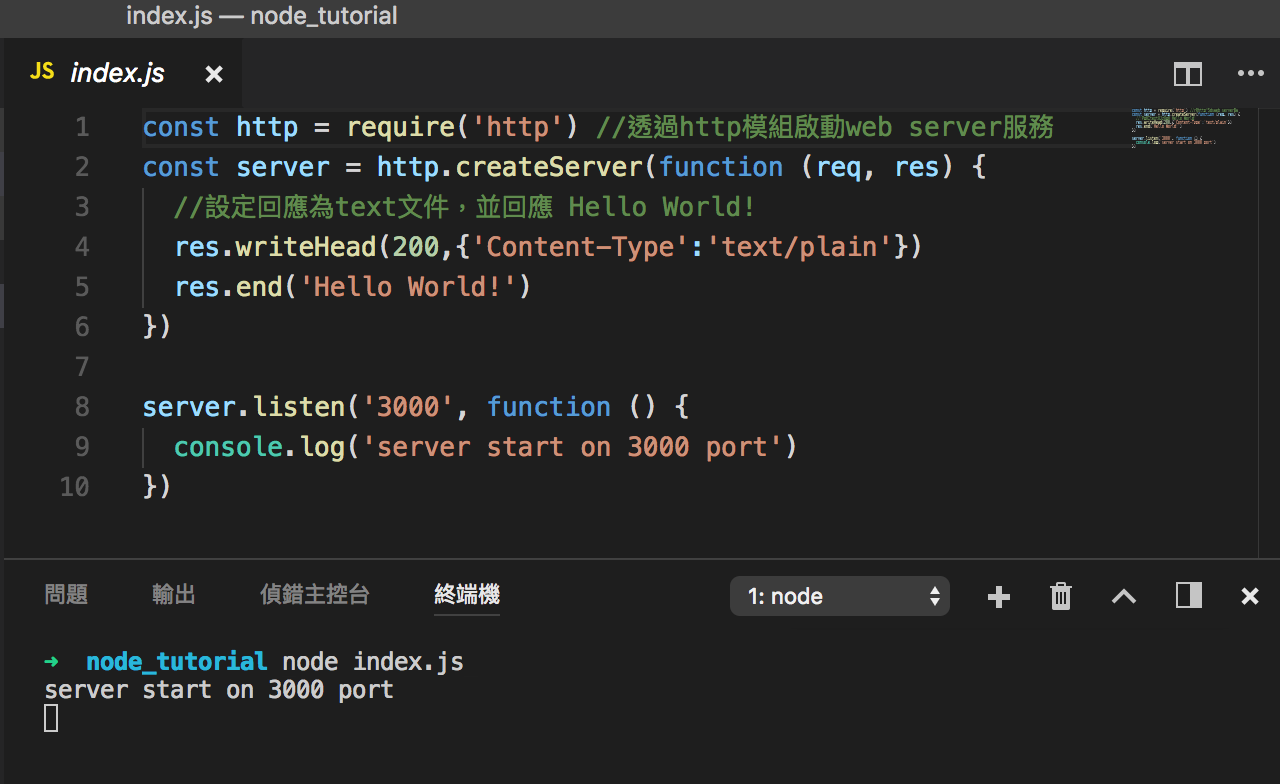 index.js — node_tutorial
JS index.js ×
1 const http = require('http') //透過http模組啟動web server服務
2 const server = http.createServer(function (req, res) {
3 //設定回應為text文件，並回應 Hello World!
4 res.writeHead(200,{'Content-Type':'text/plain'})
5 res.end('Hello World!')
6 })
7
8 server.listen('3000', function () {
9 console.log('server start on 3000 port')
10 })
問題 輸出 偵錯主控台 終端機 1: node
➜ node_tutorial node index.js
server start on 3000 port